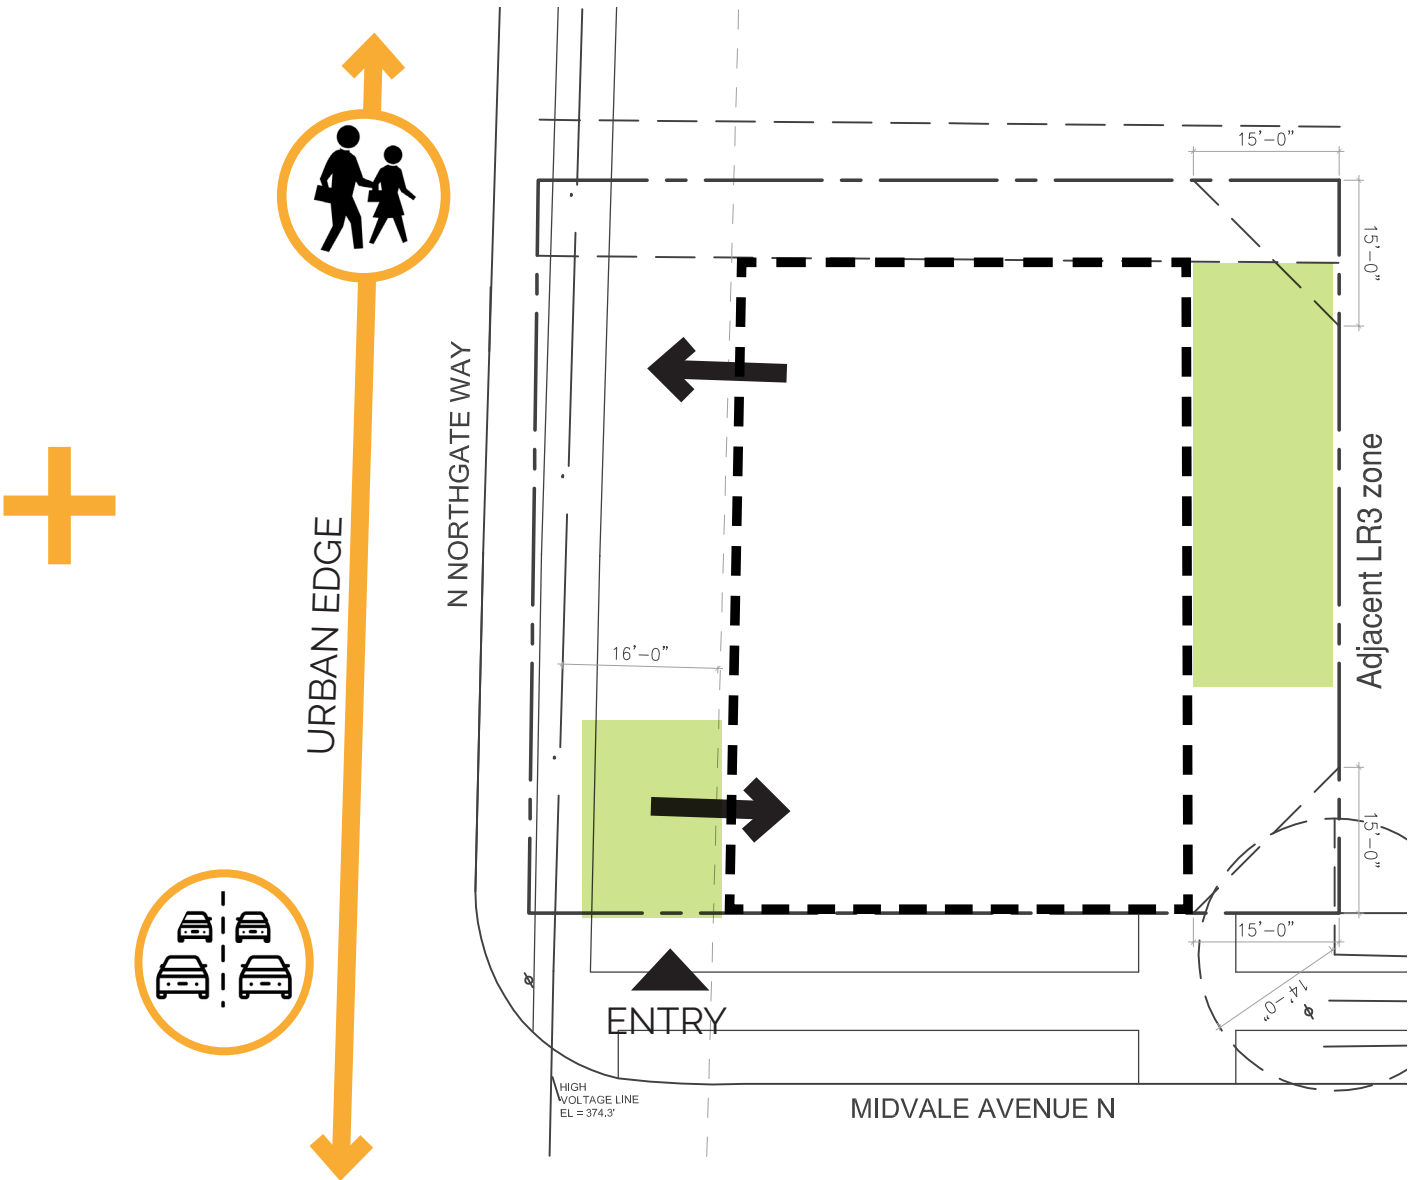 15'-0"
15'-0"
N NORTHGATE WAY
Adjacent LR3 zone
URBAN EDGE
16'-0"
15'-0"
15'-0"
14'-0"
ENTRY
HIGH
VOLTAGE LINE
EL = 374.3'
MIDVALE AVENUE N